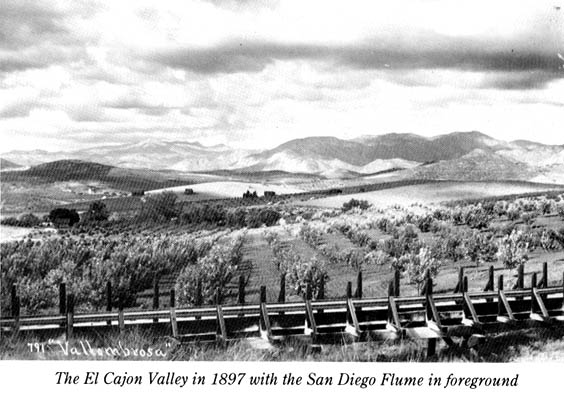 791 "Vallombrosa"
The El Cajon Valley in 1897 with the San Diego Flume in foreground